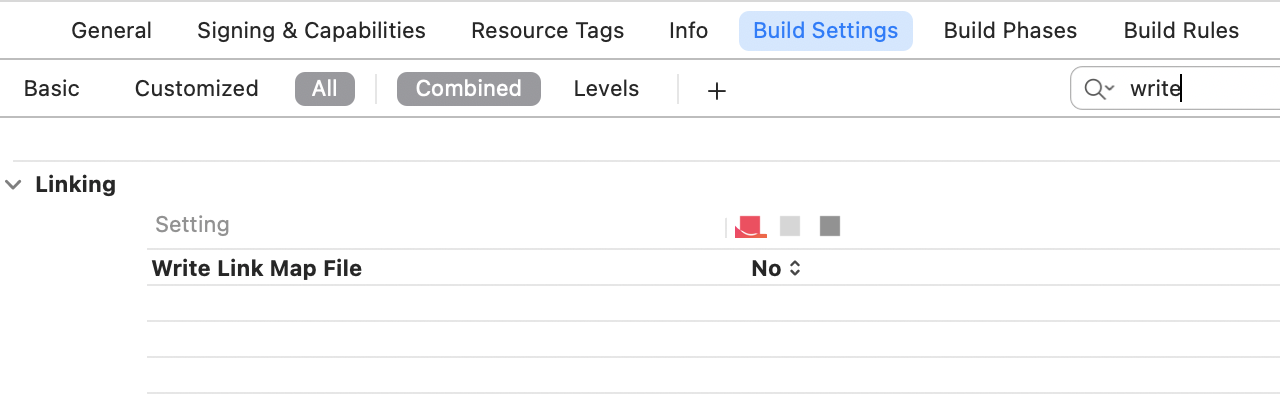 General Signing & Capabilities Resource Tags Info Build Settings Build Phases Build Rules
Basic Customized All Combined Levels + write
Linking
Setting
Write Link Map File No